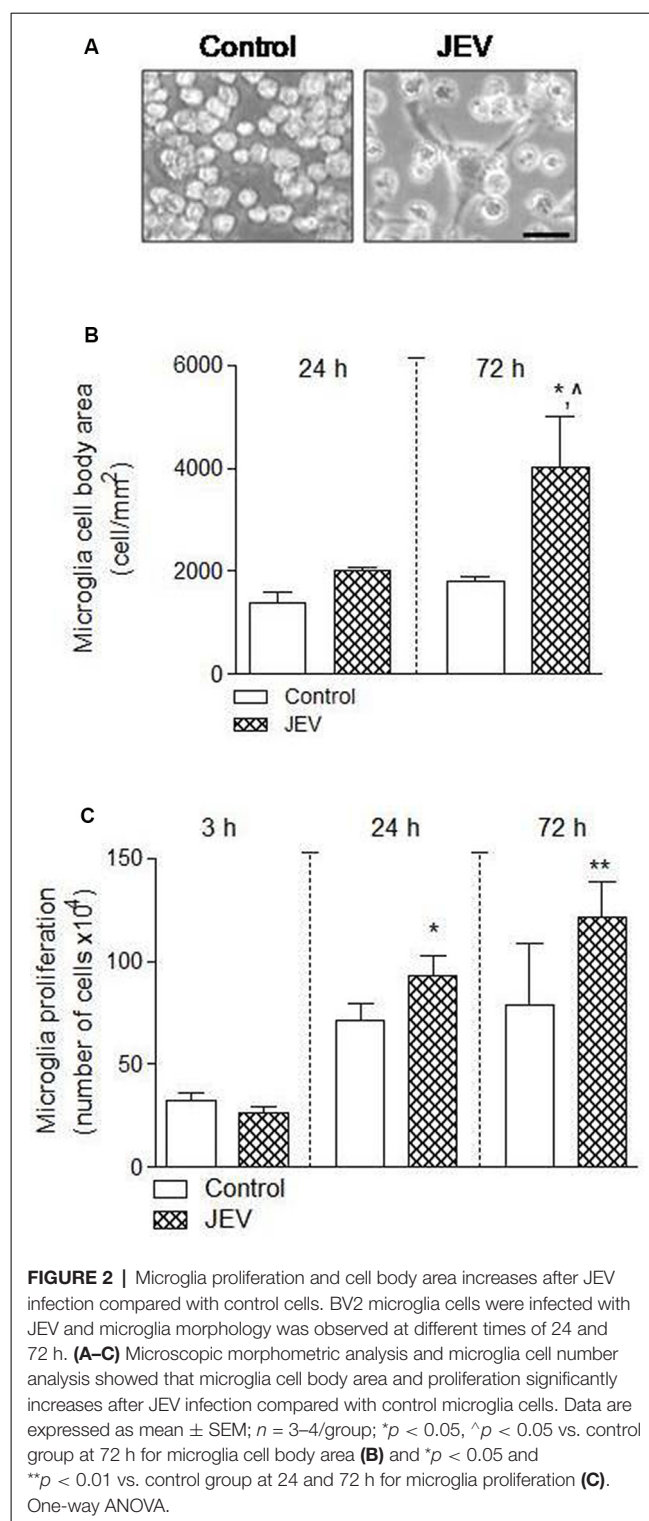 A
Control JEV
B
Microglia cell body area
(cell/mm²)
6000
4000
2000
0
24 h 72 h
*,^
Control
JEV
C
Microglia proliferation
(number of cells x10⁴)
150
100
50
0
3 h 24 h 72 h
*
**
Control
JEV
FIGURE 2 | Microglia proliferation and cell body area increases after JEV
infection compared with control cells. BV2 microglia cells were infected with
JEV and microglia morphology was observed at different times of 24 and
72 h. (A–C) Microscopic morphometric analysis and microglia cell number
analysis showed that microglia cell body area and proliferation significantly
increases after JEV infection compared with control microglia cells. Data are
expressed as mean ± SEM; n = 3–4/group; *p < 0.05, ^p < 0.05 vs. control
group at 72 h for microglia cell body area (B) and *p < 0.05 and
**p < 0.01 vs. control group at 24 and 72 h for microglia proliferation (C).
One-way ANOVA.